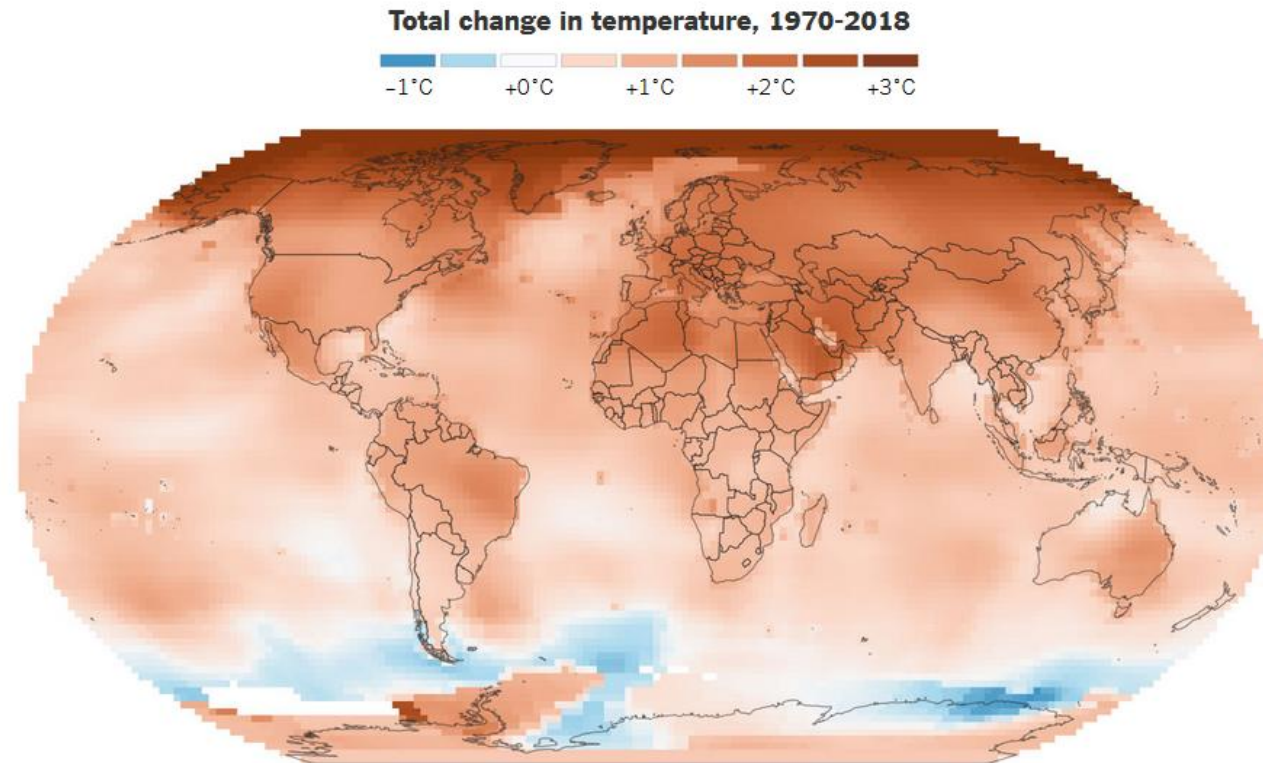 Total change in temperature, 1970-2018
−1°C +0°C +1°C +2°C +3°C